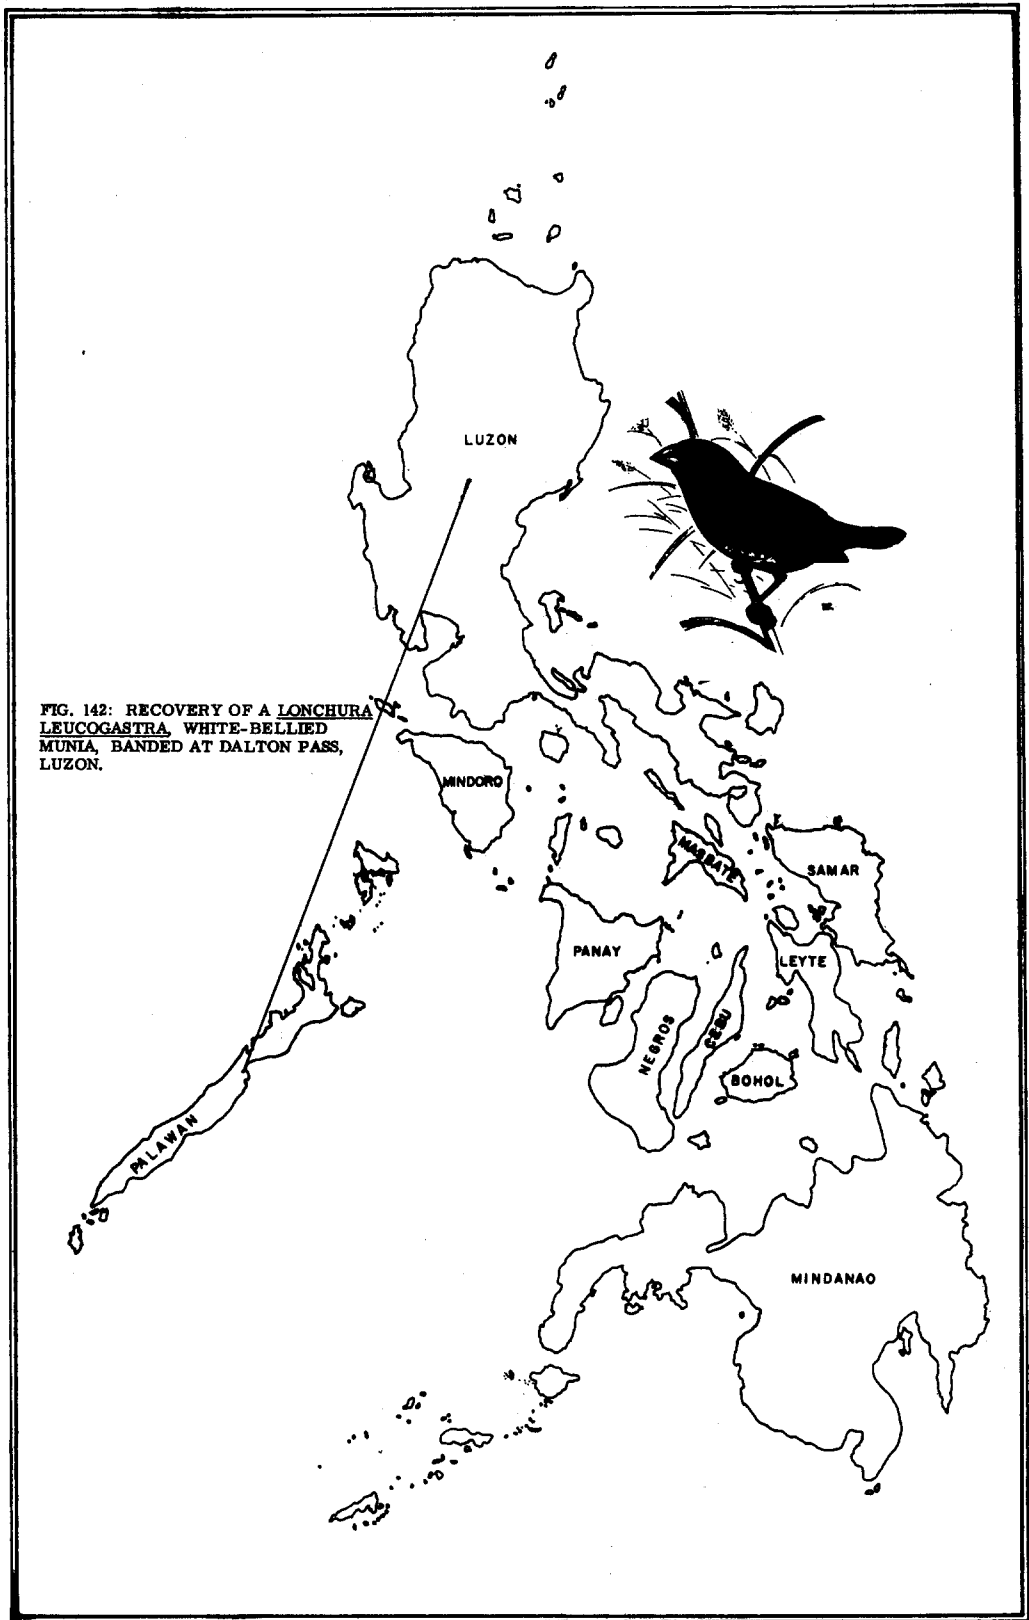 LUZON
FIG. 142: RECOVERY OF A LONCHURA
LEUCOGASTRA, WHITE-BELLIED
MUNIA, BANDED AT DALTON PASS,
LUZON.
MINDORO
MASBATE
SAMAR
PANAY
LEYTE
NEGROS
CEBU
BOHOL
PALAWAN
MINDANAO